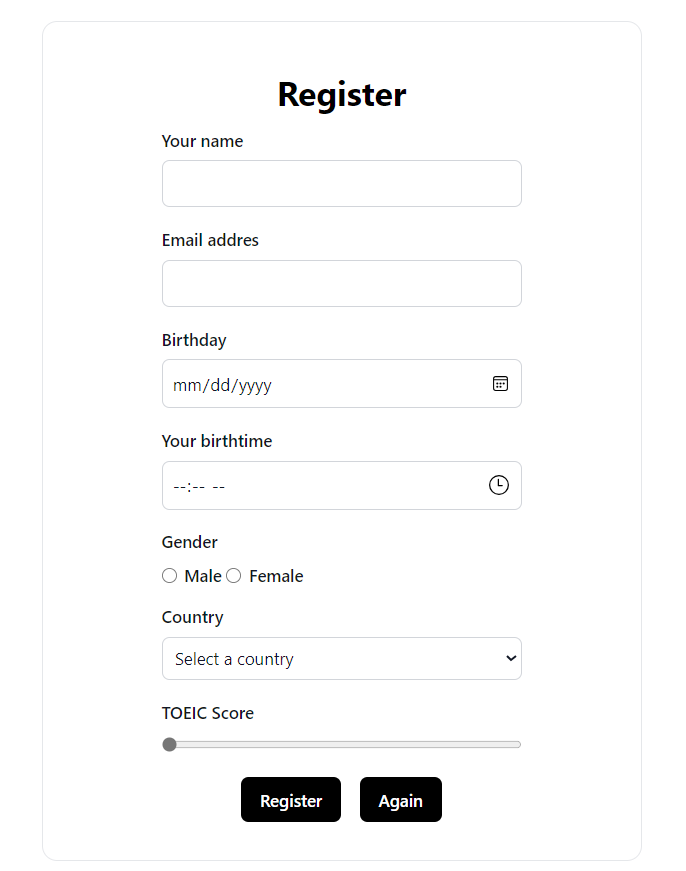 Register
Your name
Email addres
Birthday
mm/dd/yyyy
Your birthtime
--:-- --
Gender
Male Female
Country
Select a country
TOEIC Score
Register Again